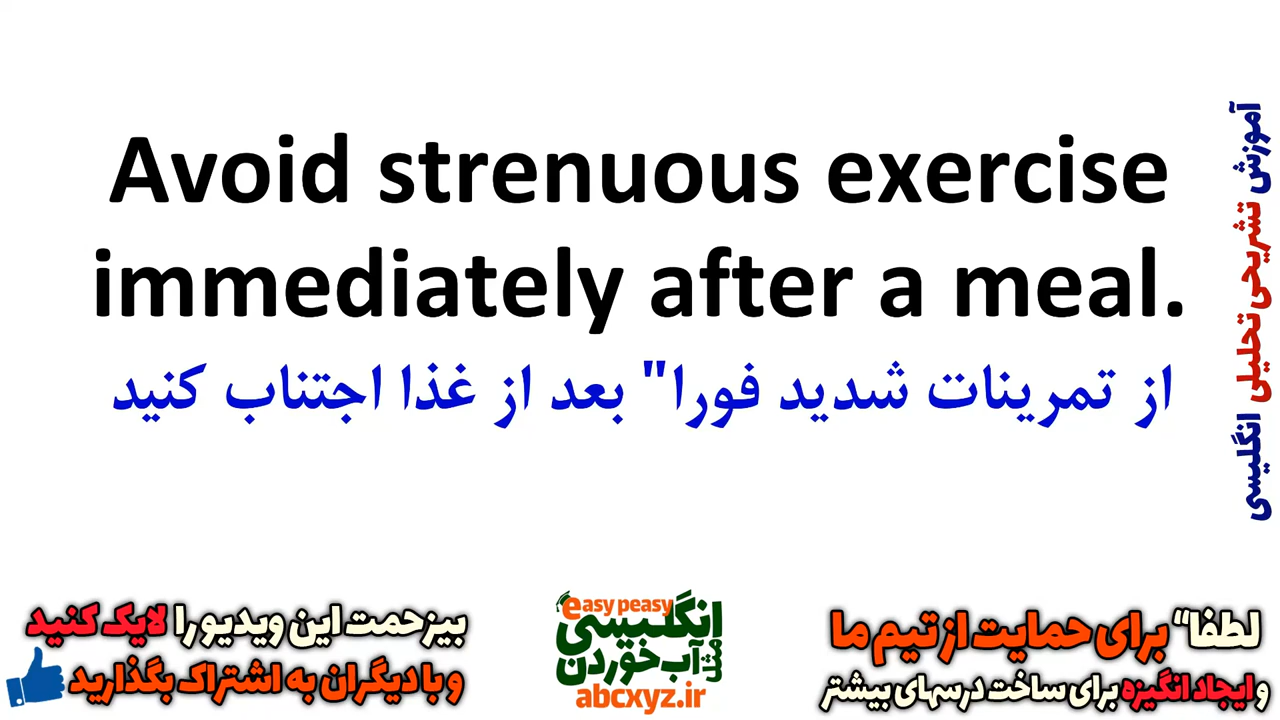 Avoid strenuous exercise
immediately after a meal.
از تمرینات شدید فورا" بعد از غذا اجتناب کنید
آموزش تشریحی تحلیلی انگلیسی
لطفا" برای حمایت از تیم ما
و ایجاد انگیزه برای ساخت درسهای بیشتر
easy peasy
انگلیسی
مثل آب خوردن
abcxyz.ir
بیزحمت این ویدیو را لایک کنید
و با دیگران به اشتراک بگذارید